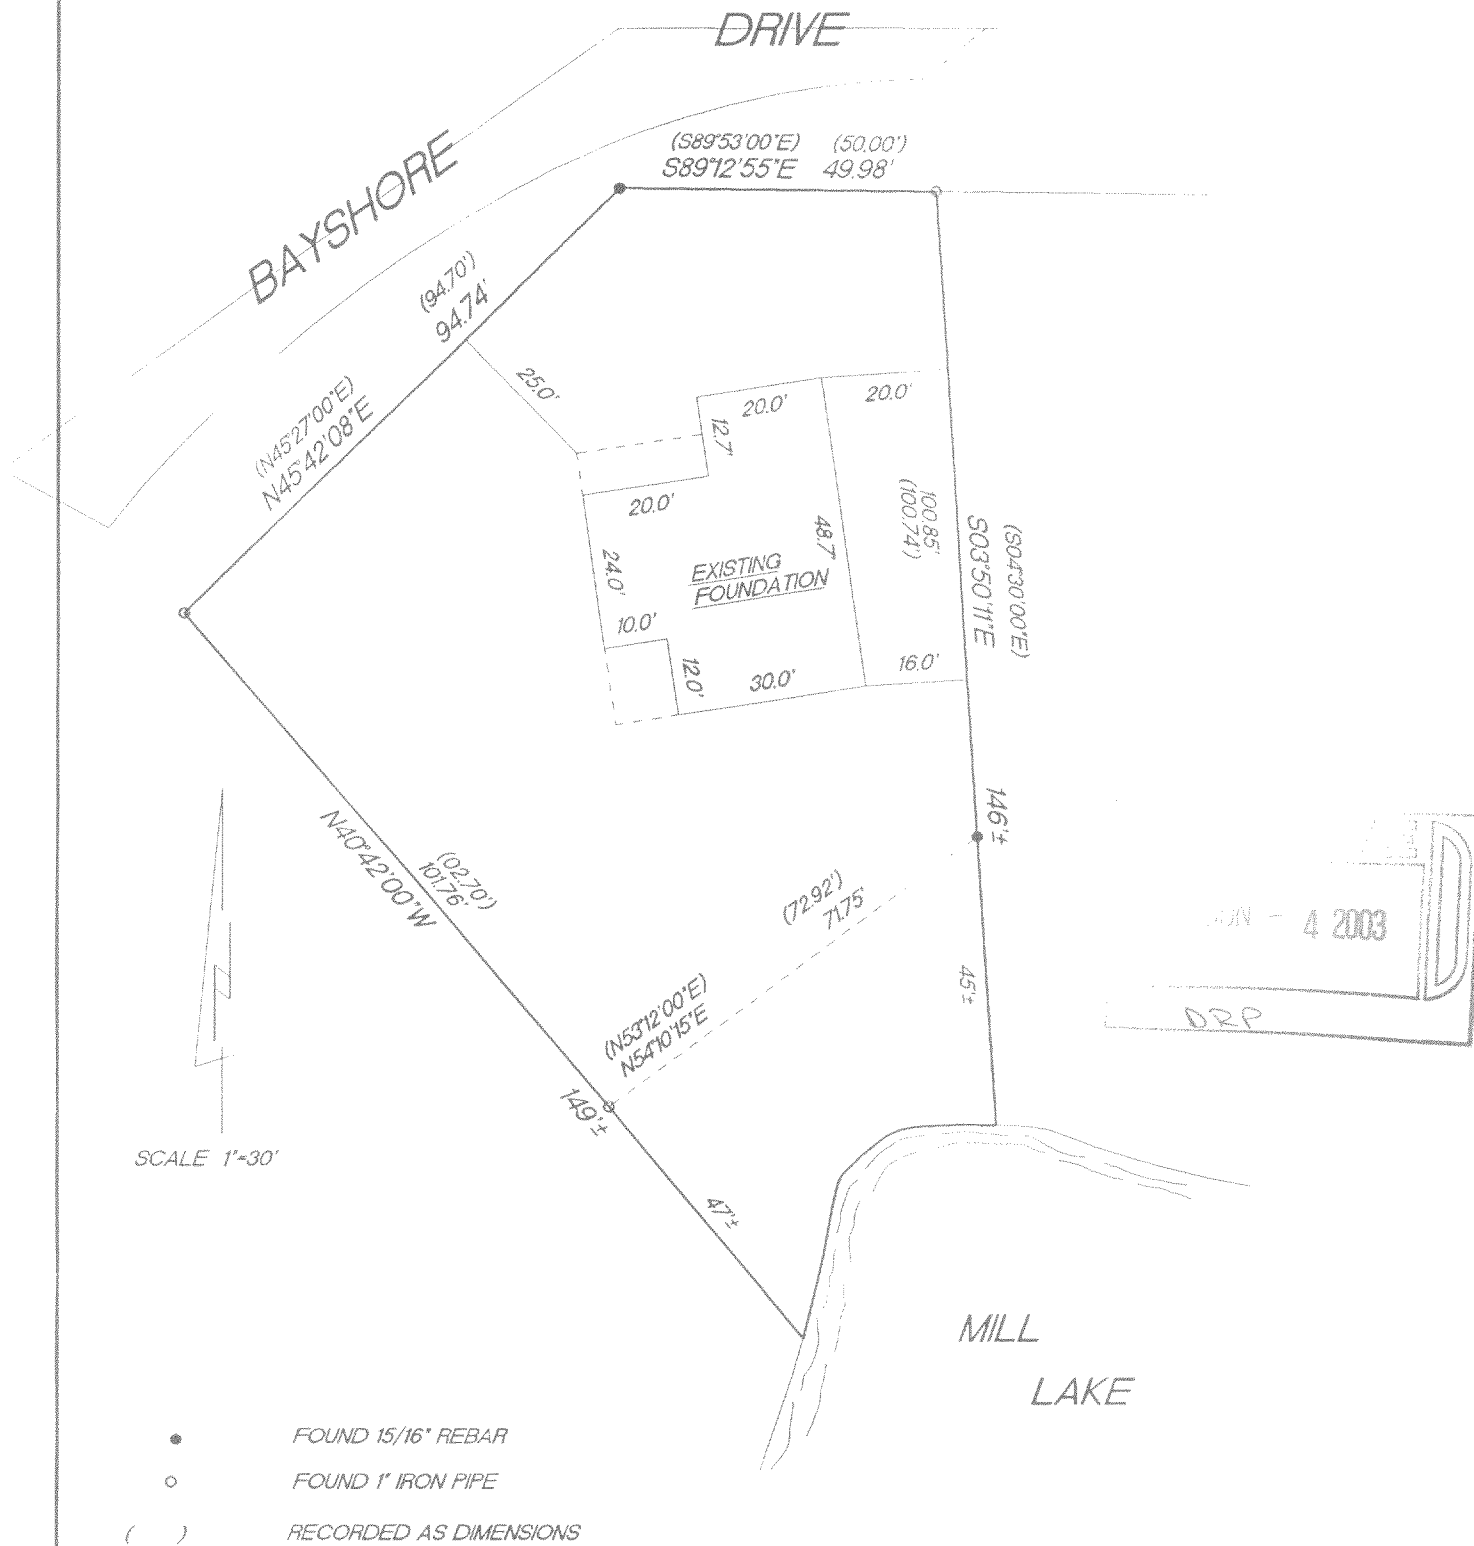 DRIVE
BAYSHORE
(S89°53'00"E) (50.00')
S89°12'55"E 49.98'
(94.70')
94.74'
(N45°27'00"E)
N45°42'08"E
25.0'
20.0'
20.0'
12.7'
20.0'
24.0'
48.7'
EXISTING
FOUNDATION
10.0'
12.0'
30.0'
16.0'
100.85'
(100.74')
(S04°30'00"E)
S03°50'11"E
146'±
(72.92')
71.75'
45'±
(N53°12'00"E)
N54°10'15"E
N40°42'00"W
(02.70')
101.76'
149'±
47'±
4 2003
DRP
SCALE 1"=30'
MILL
LAKE
FOUND 15/16" REBAR
FOUND 1" IRON PIPE
( ) RECORDED AS DIMENSIONS